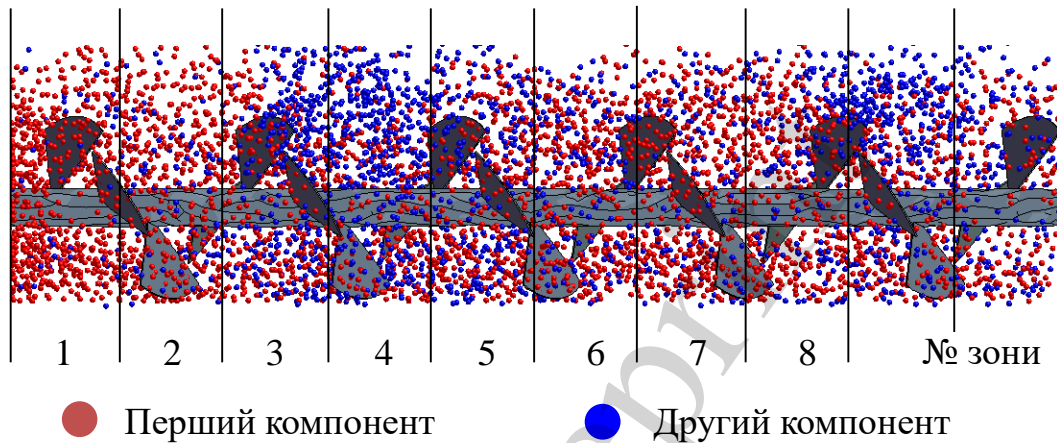 1 2 3 4 5 6 7 8 № зони
Перший компонент Другий компонент